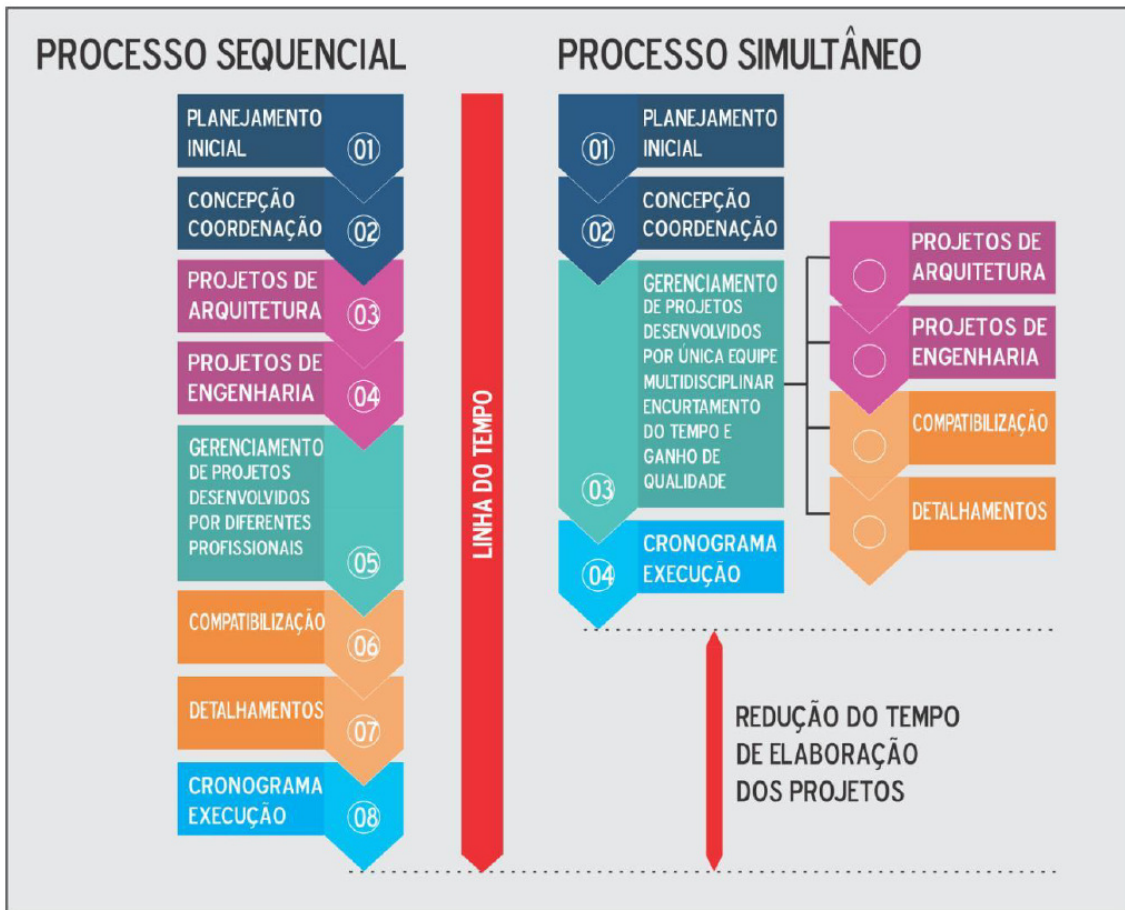 PROCESSO SEQUENCIAL
PLANEJAMENTO
INICIAL
01
CONCEPÇÃO
COORDENAÇÃO
02
PROJETOS DE
ARQUITETURA
03
PROJETOS DE
ENGENHARIA
04
GERENCIAMENTO
DE PROJETOS
DESENVOLVIDOS
POR DIFERENTES
PROFISSIONAIS
05
COMPATIBILIZAÇÃO
06
DETALHAMENTOS
07
CRONOGRAMA
EXECUÇÃO
08
LINHA DO TEMPO
PROCESSO SIMULTÂNEO
01
PLANEJAMENTO
INICIAL
02
CONCEPÇÃO
COORDENAÇÃO
GERENCIAMENTO
DE PROJETOS
DESENVOLVIDOS
POR ÚNICA EQUIPE
MULTIDISCIPLINAR
ENCURTAMENTO
DO TEMPO E
GANHO DE
QUALIDADE
03
PROJETOS DE
ARQUITETURA
PROJETOS DE
ENGENHARIA
COMPATIBILIZAÇÃO
DETALHAMENTOS
04
CRONOGRAMA
EXECUÇÃO
REDUÇÃO DO TEMPO
DE ELABORAÇÃO
DOS PROJETOS